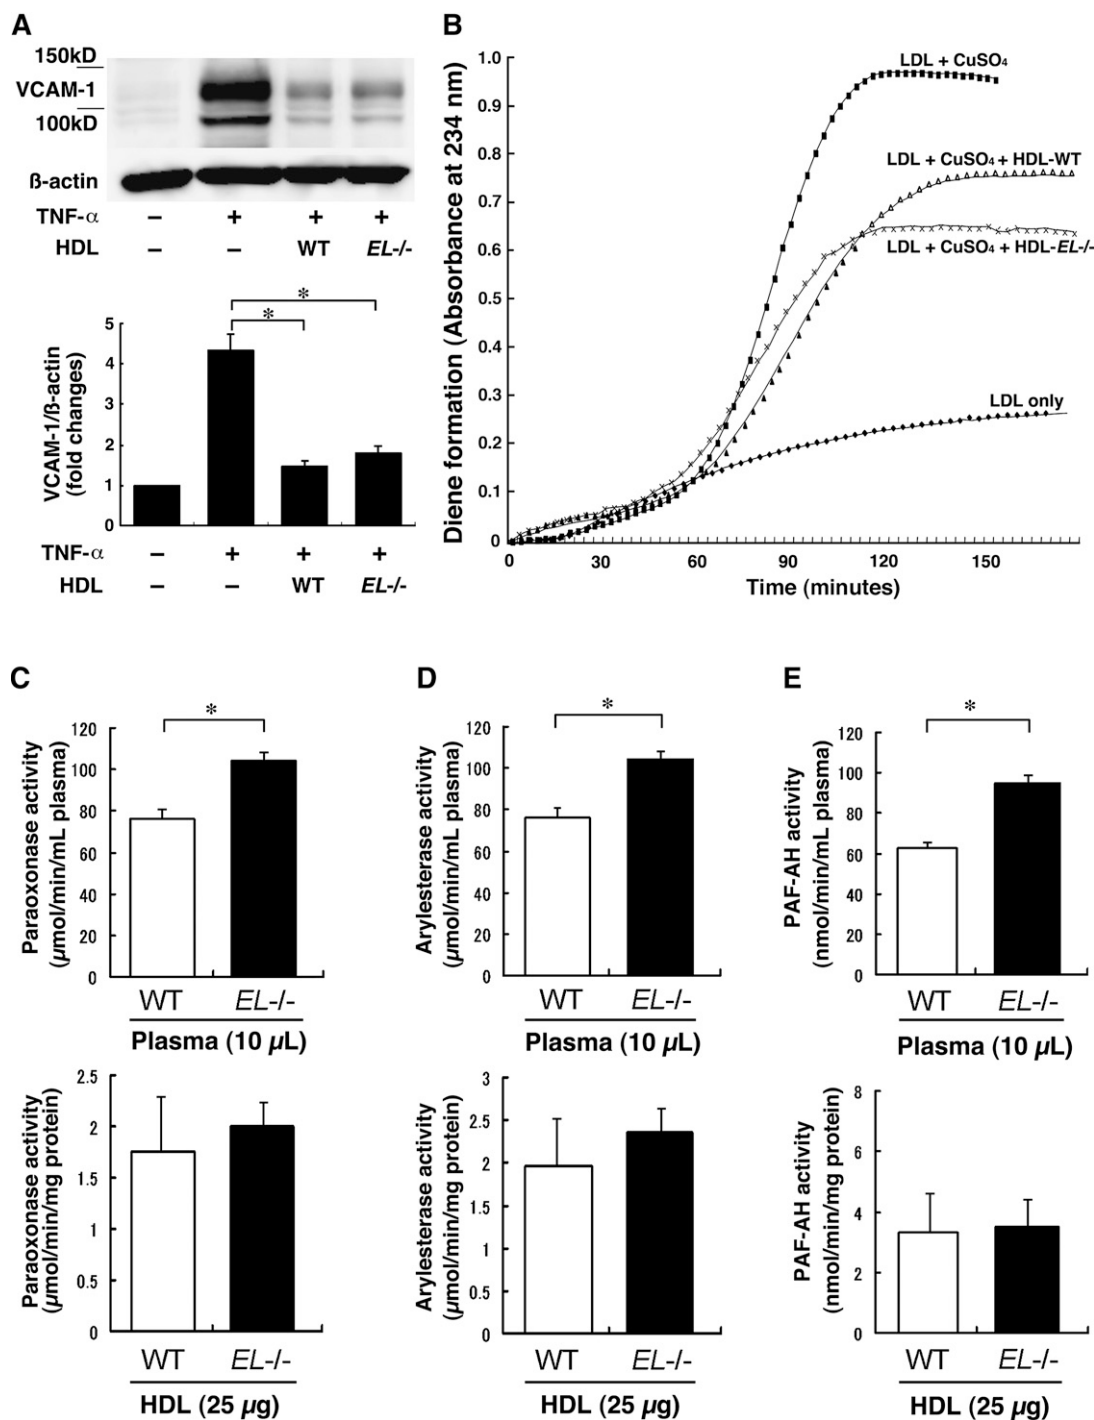 A
150kD
VCAM-1
100kD
ß-actin
TNF-α – + + +
HDL – – WT EL-/-
VCAM-1/ß-actin
(fold changes)
5
4
3
2
1
0
* *
TNF-α – + + +
HDL – – WT EL-/-
B
Diene formation (Absorbance at 234 nm)
1.0
0.9
0.8
0.7
0.6
0.5
0.4
0.3
0.2
0.1
0
LDL + CuSO₄
LDL + CuSO₄ + HDL-WT
LDL + CuSO₄ + HDL-EL-/-
LDL only
0 30 60 90 120 150
Time (minutes)
C
Paraoxonase activity
(µmol/min/mL plasma)
120
100
80
60
40
20
0
*
WT EL-/-
Plasma (10 µL)
Paraoxonase activity
(µmol/min/mg protein)
2.5
2
1.5
1
0.5
0
WT EL-/-
HDL (25 µg)
D
Arylesterase activity
(µmol/min/mL plasma)
120
100
80
60
40
20
0
*
WT EL-/-
Plasma (10 µL)
Arylesterase activity
(µmol/min/mg protein)
3
2.5
2
1.5
1
0.5
0
WT EL-/-
HDL (25 µg)
E
PAF-AH activity
(nmol/min/mL plasma)
120
100
80
60
40
20
0
*
WT EL-/-
Plasma (10 µL)
PAF-AH activity
(nmol/min/mg protein)
8
6
4
2
0
WT EL-/-
HDL (25 µg)